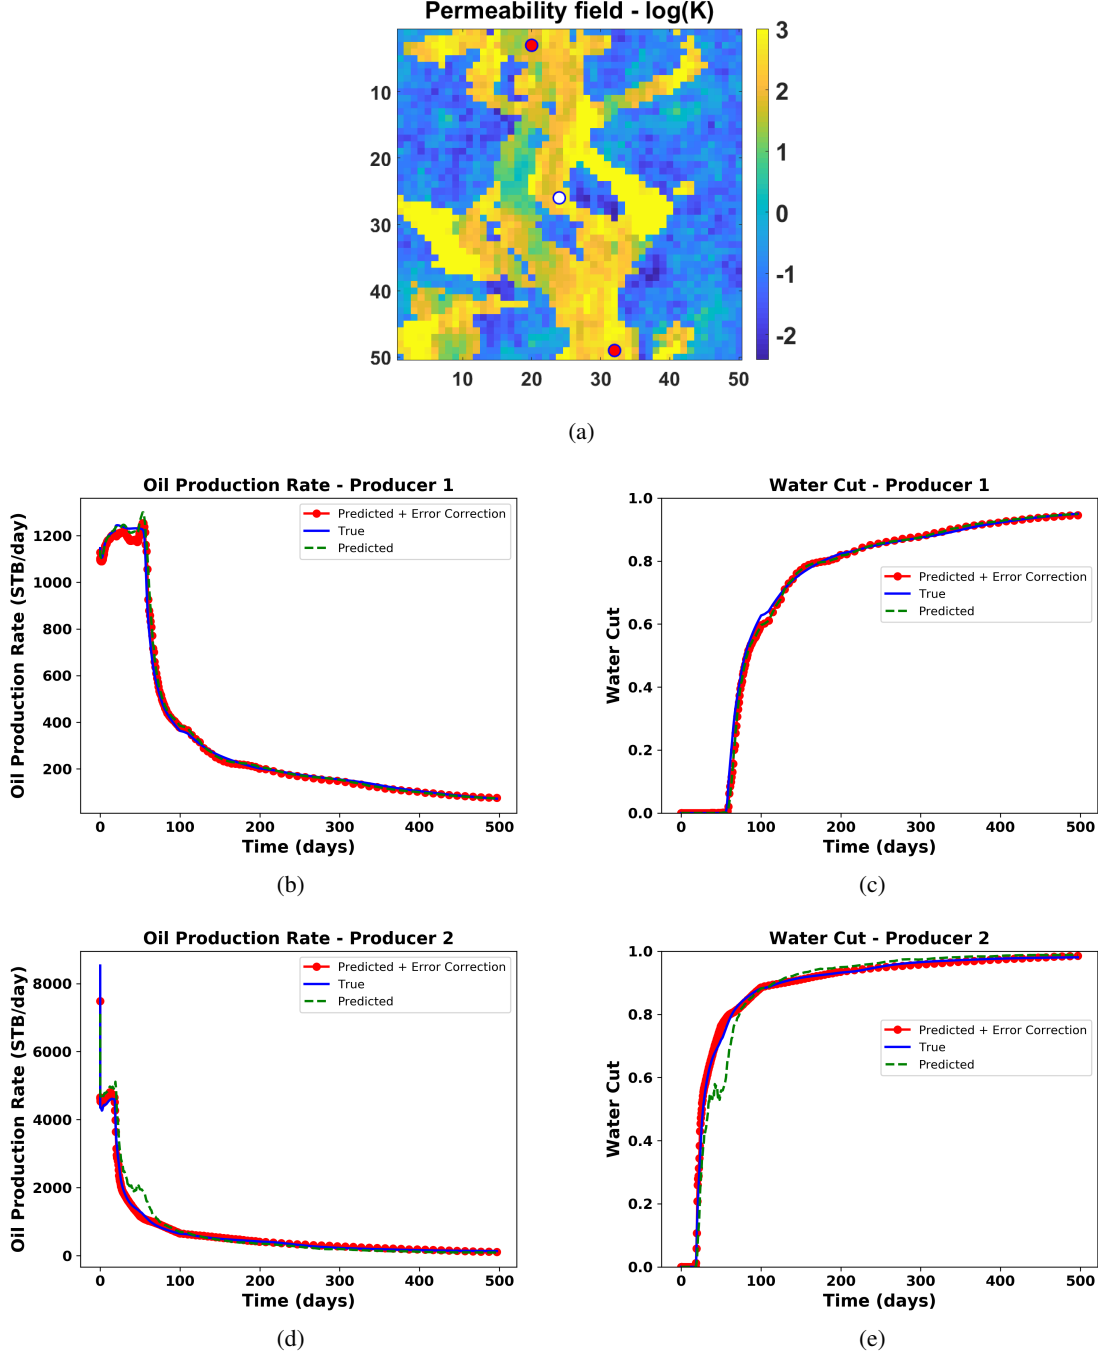 Permeability field - log(K)
10
20
30
40
50
10 20 30 40 50
3
2
1
0
-1
-2
(a)
Oil Production Rate - Producer 1
Oil Production Rate (STB/day)
1200
1000
800
600
400
200
0 100 200 300 400 500
Time (days)
Predicted + Error Correction
True
Predicted
(b)
Water Cut - Producer 1
Water Cut
1.0
0.8
0.6
0.4
0.2
0.0
0 100 200 300 400 500
Time (days)
Predicted + Error Correction
True
Predicted
(c)
Oil Production Rate - Producer 2
Oil Production Rate (STB/day)
8000
6000
4000
2000
0
0 100 200 300 400 500
Time (days)
Predicted + Error Correction
True
Predicted
(d)
Water Cut - Producer 2
Water Cut
1.0
0.8
0.6
0.4
0.2
0.0
0 100 200 300 400 500
Time (days)
Predicted + Error Correction
True
Predicted
(e)